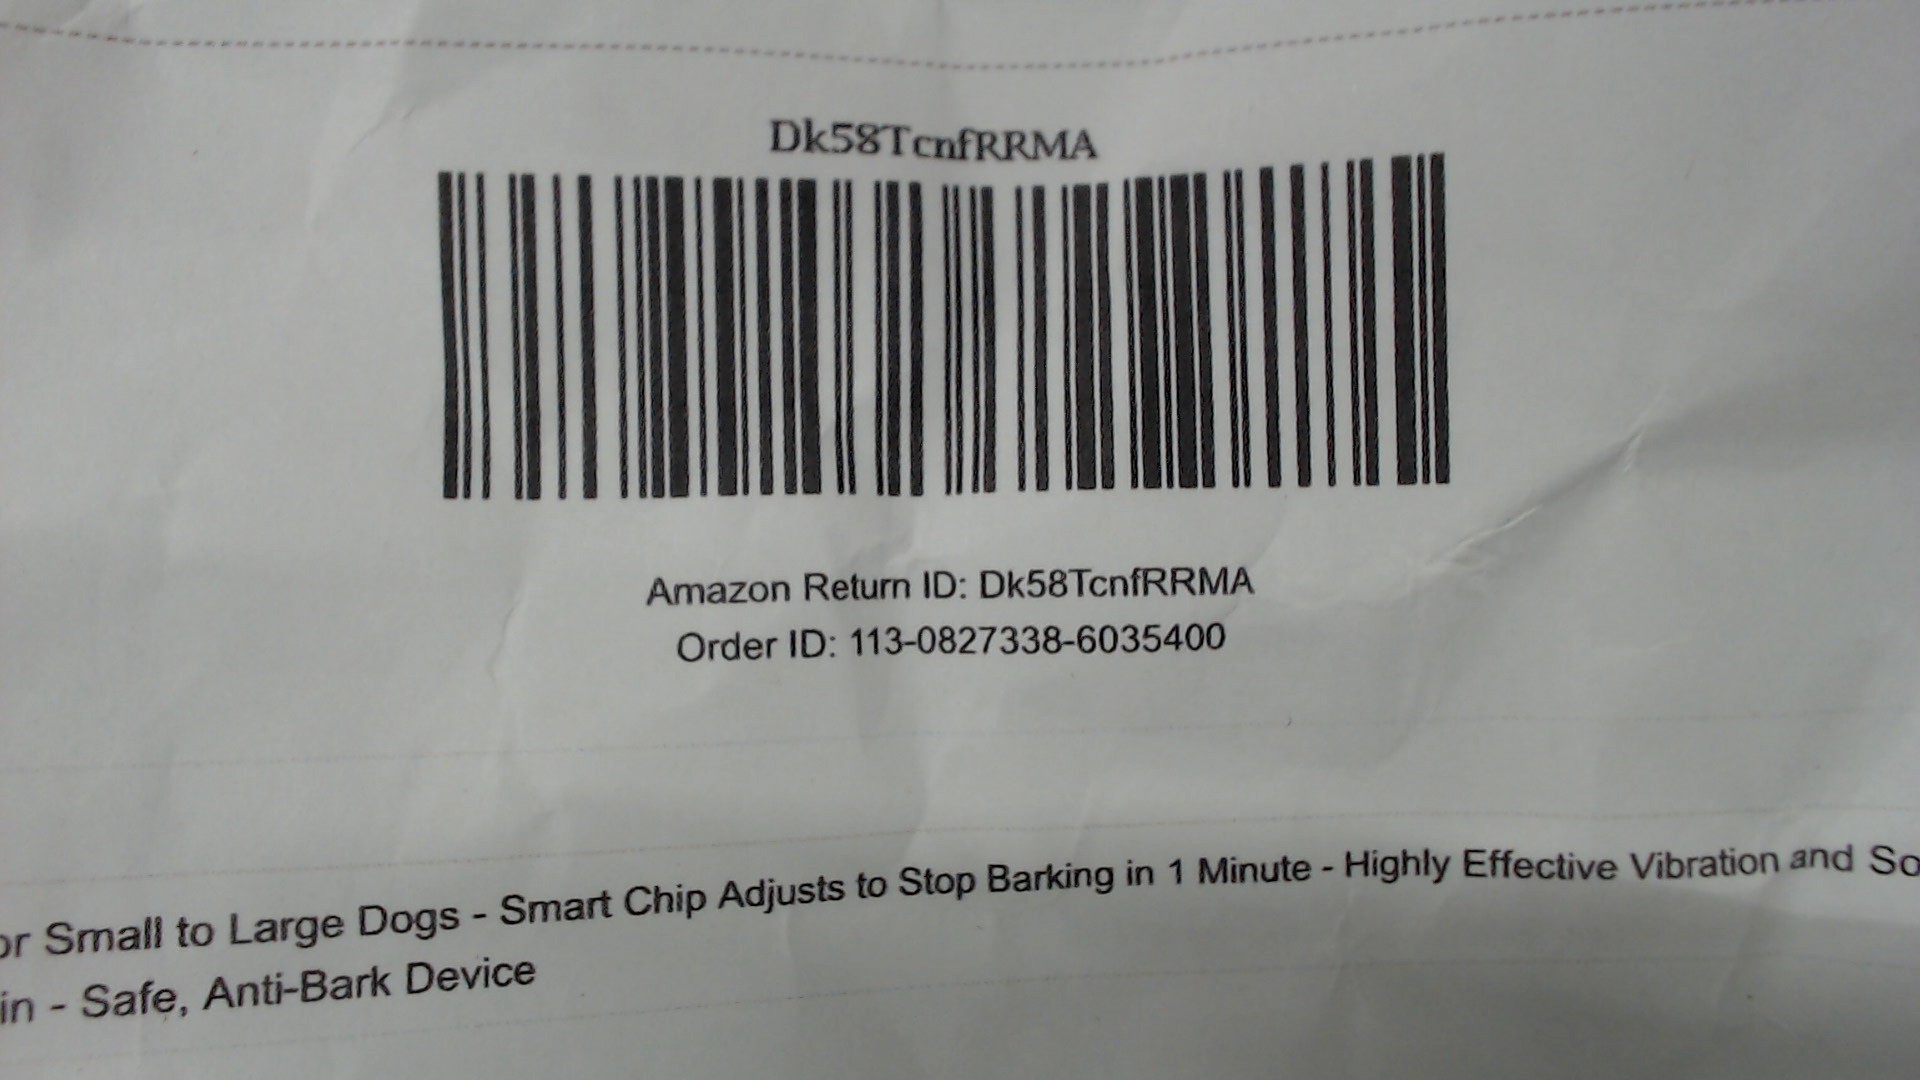 Dk58TcnfRRMA
Amazon Return ID: Dk58TcnfRRMA
Order ID: 113-0827338-6035400
Small to Large Dogs - Smart Chip Adjusts to Stop Barking in 1 Minute - Highly Effective Vibration and
- Safe, Anti-Bark Device